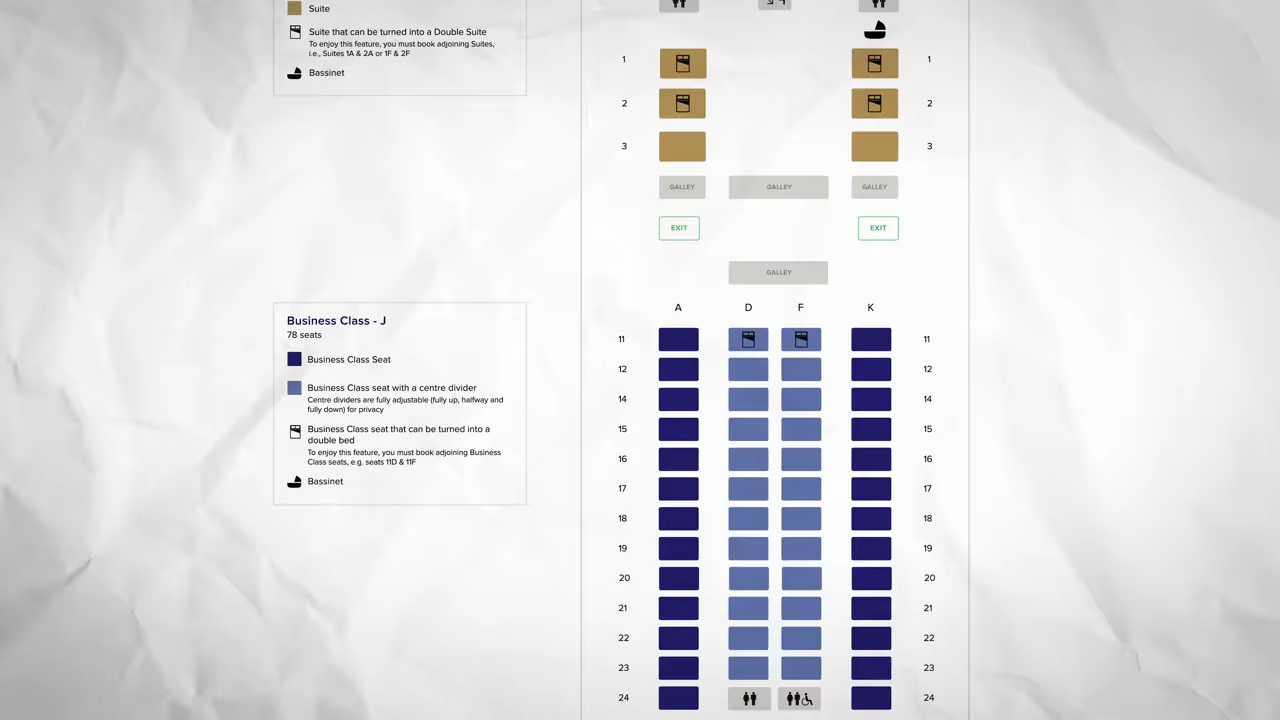 Suite
Suite that can be turned into a Double Suite
To enjoy this feature, you must book adjoining Suites,
i.e., Suites 1A & 2A or 1F & 2F
Bassinet
1 1
2 2
3 3
GALLEY GALLEY GALLEY
EXIT EXIT
GALLEY
A D F K
Business Class - J
78 seats
Business Class Seat
Business Class seat with a centre divider
Centre dividers are fully adjustable (fully up, halfway and
fully down) for privacy
Business Class seat that can be turned into a
double bed
To enjoy this feature, you must book adjoining Business
Class seats, e.g. seats 11D & 11F
Bassinet
11 11
12 12
14 14
15 15
16 16
17 17
18 18
19 19
20 20
21 21
22 22
23 23
24 24